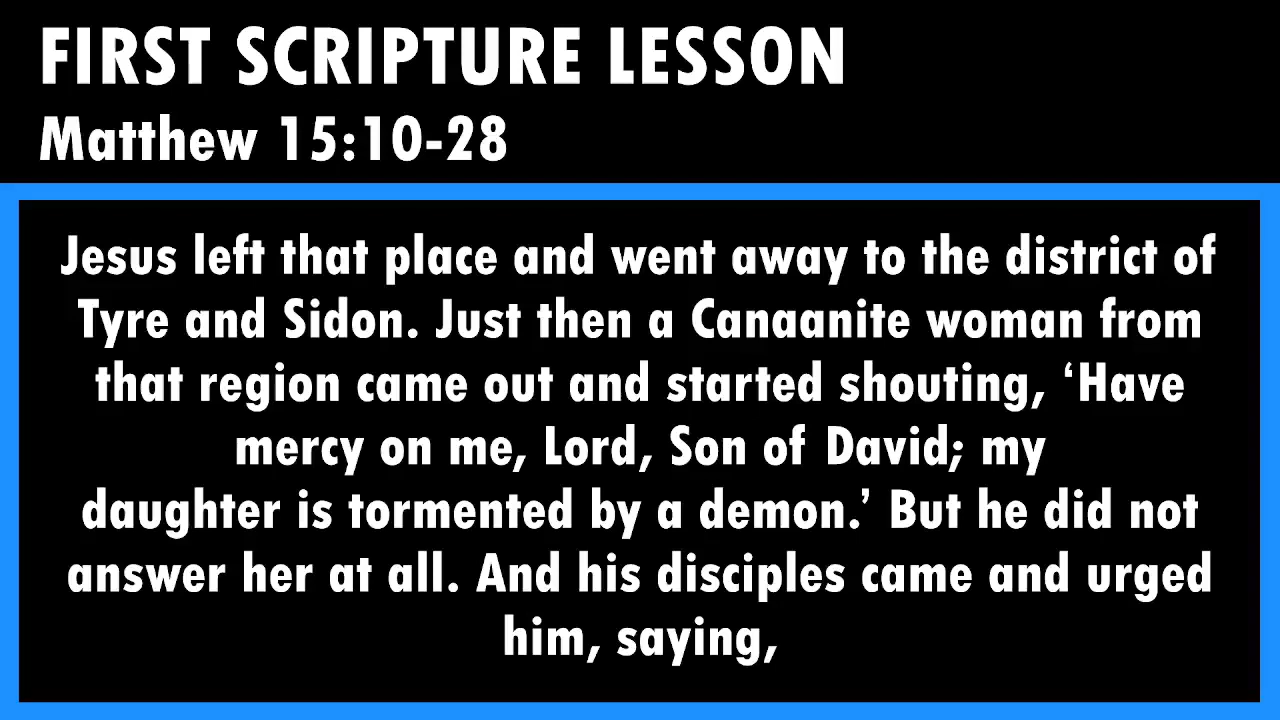 FIRST SCRIPTURE LESSON
Matthew 15:10-28
Jesus left that place and went away to the district of
Tyre and Sidon. Just then a Canaanite woman from
that region came out and started shouting, ‘Have
mercy on me, Lord, Son of David; my
daughter is tormented by a demon.’ But he did not
answer her at all. And his disciples came and urged
him, saying,